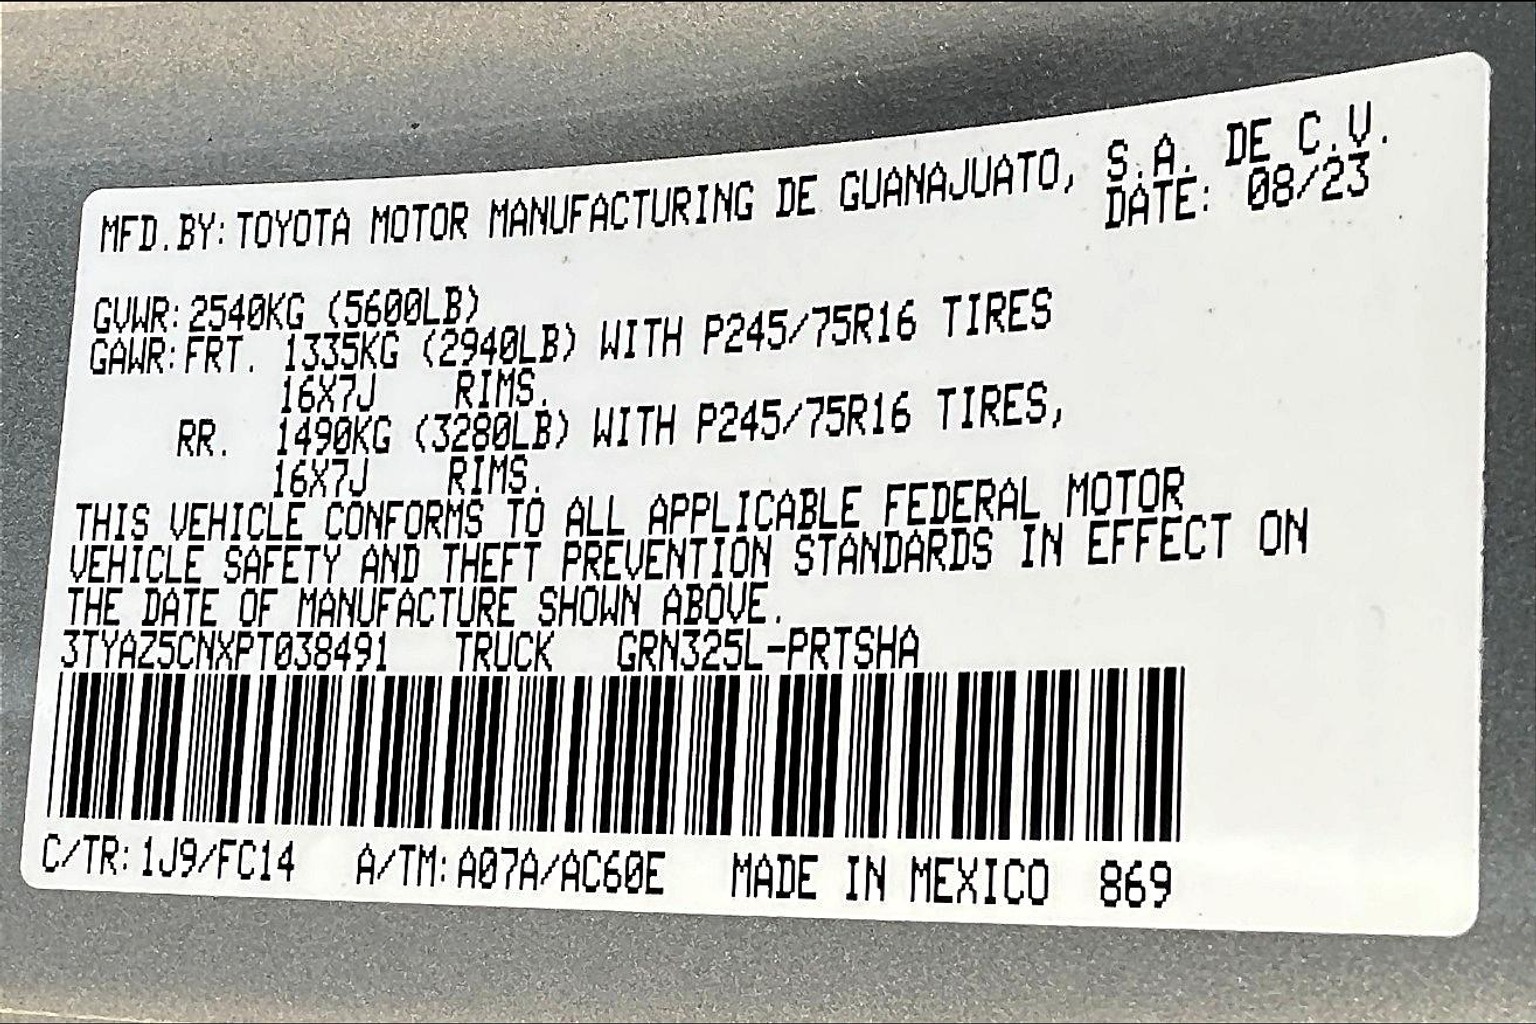 MFD.BY: TOYOTA MOTOR MANUFACTURING DE GUANAJUATO, S.A. DE C.V.
DATE: 08/23
GVWR: 2540KG (5600LB)
GAWR: FRT. 1335KG (2940LB) WITH P245/75R16 TIRES
16X7J RIMS.
RR. 1490KG (3280LB) WITH P245/75R16 TIRES,
16X7J RIMS.
THIS VEHICLE CONFORMS TO ALL APPLICABLE FEDERAL MOTOR
VEHICLE SAFETY AND THEFT PREVENTION STANDARDS IN EFFECT ON
THE DATE OF MANUFACTURE SHOWN ABOVE.
3TYAZ5CNXPT038491 TRUCK GRN325L-PRTSHA
C/TR: 1J9/FC14 A/TM: A07A/AC60E MADE IN MEXICO 869